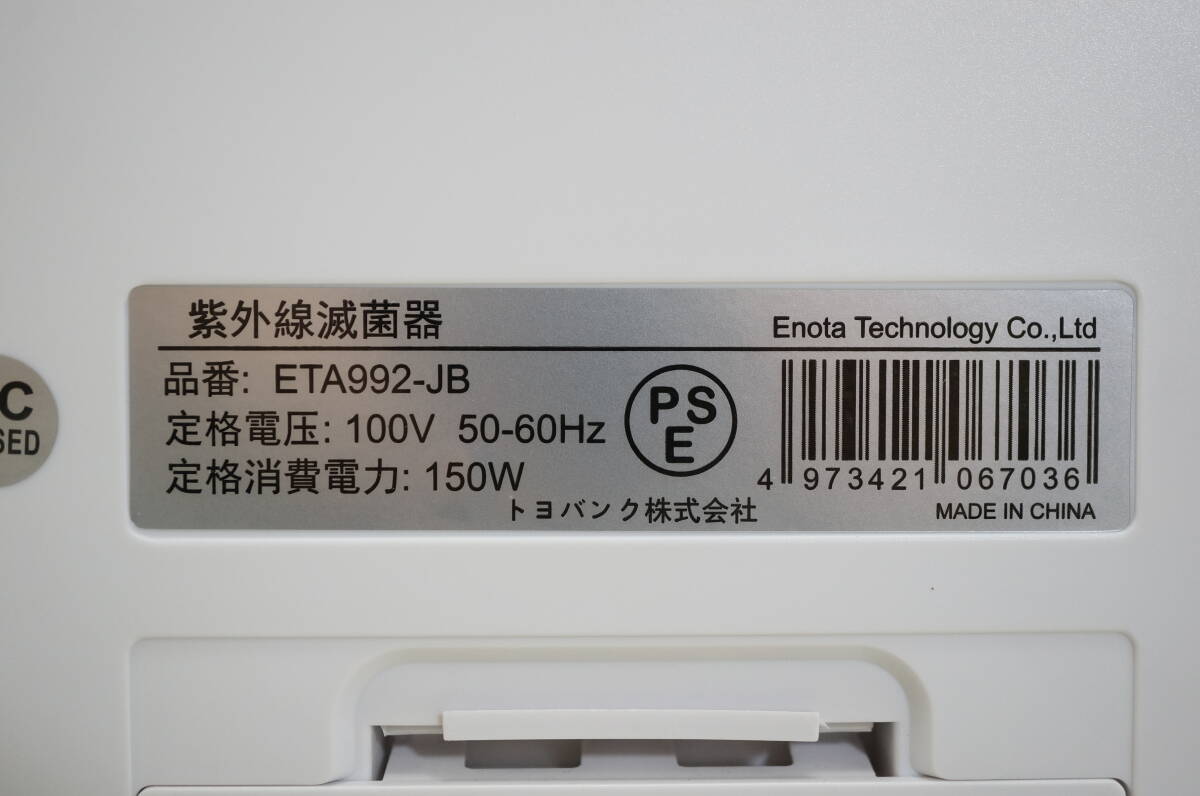 紫外線滅菌器
Enota Technology Co.,Ltd
品番: ETA992-JB
定格電圧: 100V 50-60Hz
定格消費電力: 150W
PSE
4 973421 067036
トヨバンク株式会社
MADE IN CHINA
C
SED